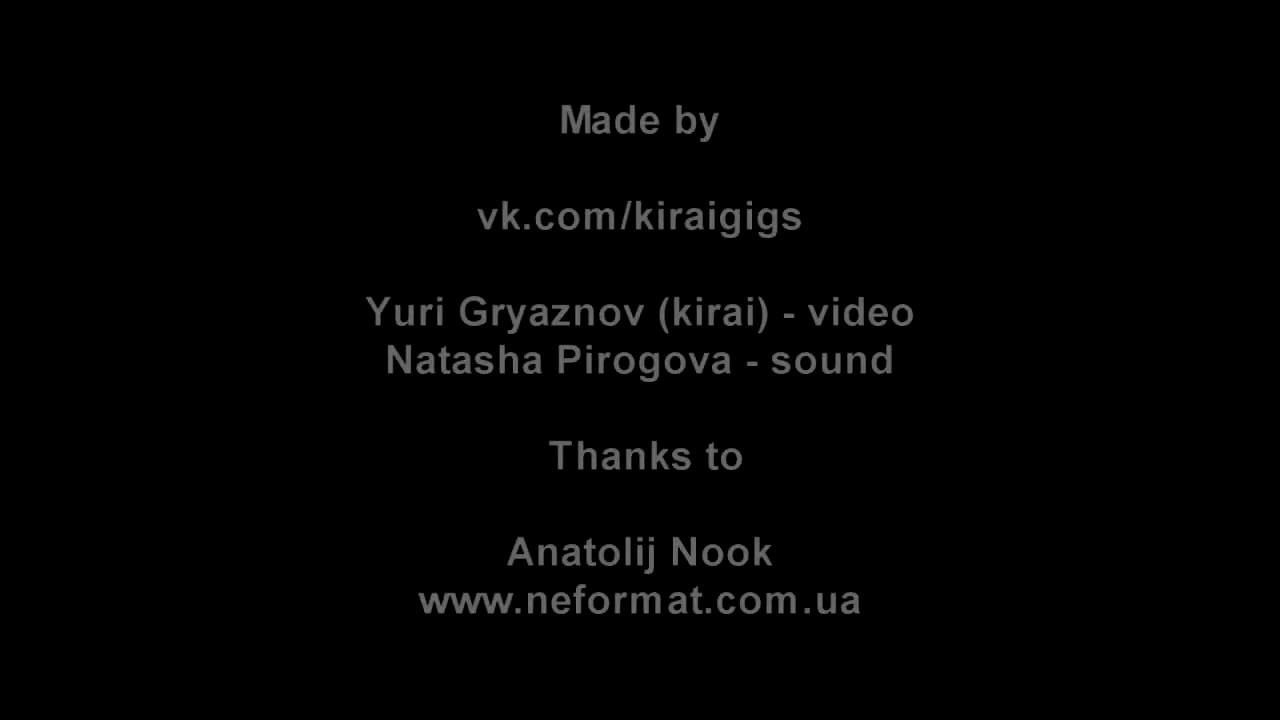 Made by
vk.com/kiraigigs
Yuri Gryaznov (kirai) - video
Natasha Pirogova - sound
Thanks to
Anatolij Nook
www.neformat.com.ua